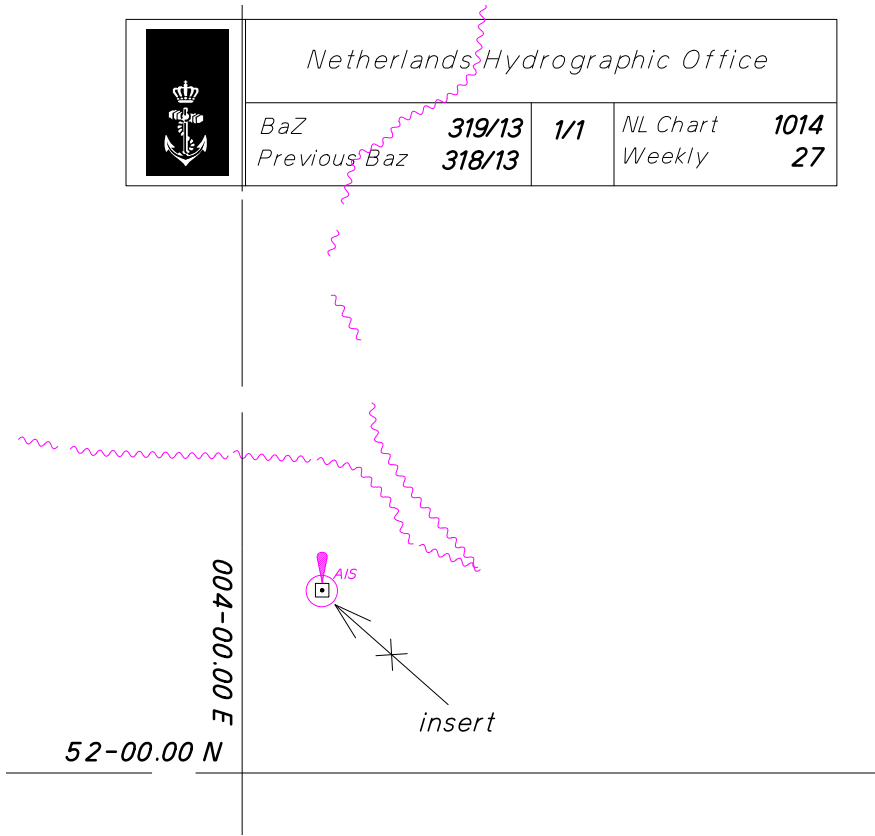 Netherlands Hydrographic Office
BaZ 319/13 1/1 NL Chart 1014
Previous Baz 318/13 Weekly 27
AIS
004-00.00 E
insert
52-00.00 N